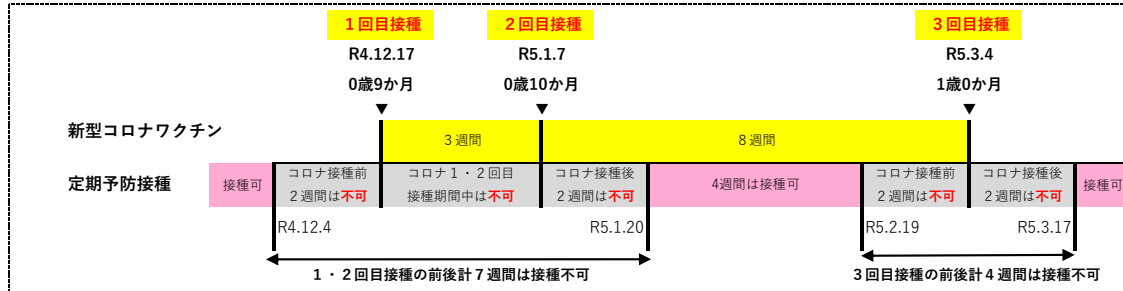 １回目接種
２回目接種
３回目接種
R4.12.17
R5.1.7
R5.3.4
0歳9か月
0歳10か月
1歳0か月
新型コロナワクチン
３週間
８週間
定期予防接種
接種可
コロナ接種前
２週間は不可
コロナ１・２回目
接種期間中は不可
コロナ接種後
２週間は不可
4週間は接種可
コロナ接種前
２週間は不可
コロナ接種後
２週間は不可
接種可
R4.12.4
R5.1.20
R5.2.19
R5.3.17
１・２回目接種の前後計７週間は接種不可
３回目接種の前後計４週間は接種不可